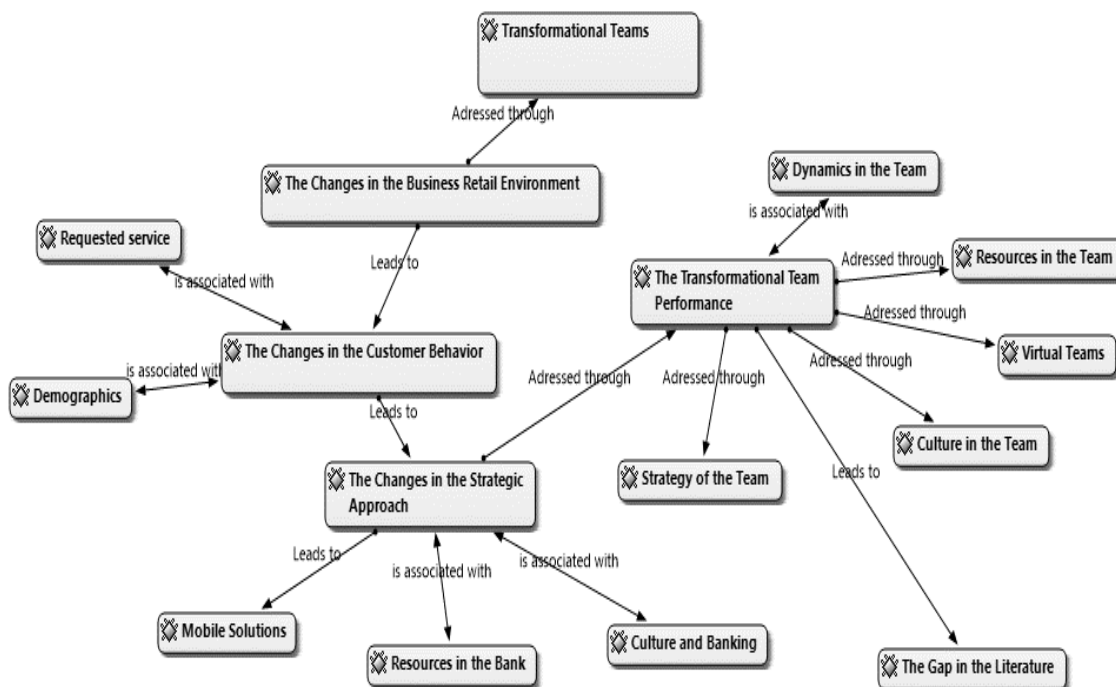 Transformational Teams
Adressed through
The Changes in the Business Retail Environment
Dynamics in the Team
is associated with
Requested service
is associated with
Leads to
Adressed through
Resources in the Team
The Transformational Team
Performance
Adressed through
Virtual Teams
The Changes in the Customer Behavior
is associated with
Demographics
Adressed through
Adressed through
Adressed through
Leads to
Culture in the Team
The Changes in the Strategic
Approach
Strategy of the Team
Leads to
Leads to
is associated with
is associated with
Mobile Solutions
Resources in the Bank
Culture and Banking
The Gap in the Literature